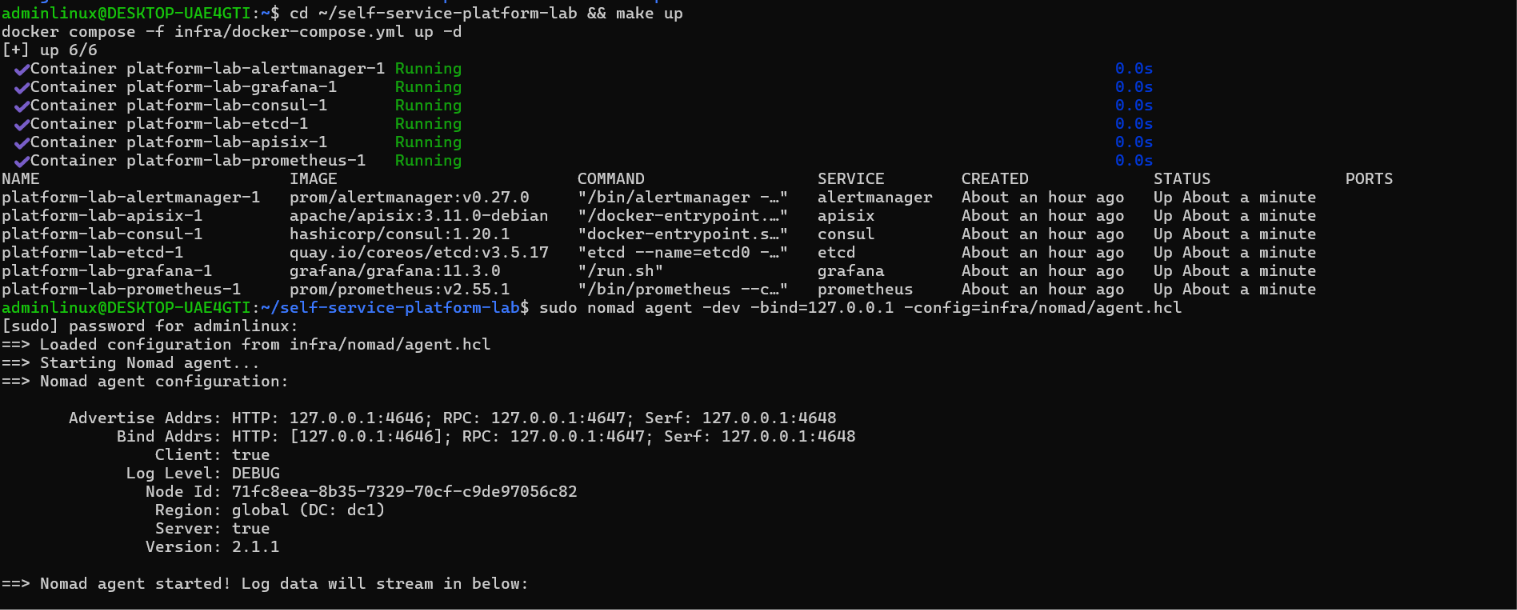 adminlinux@DESKTOP-UAE4GTI:~$ cd ~/self-service-platform-lab && make up
docker compose -f infra/docker-compose.yml up -d
[+] up 6/6
✔Container platform-lab-alertmanager-1 Running 0.0s
✔Container platform-lab-grafana-1 Running 0.0s
✔Container platform-lab-consul-1 Running 0.0s
✔Container platform-lab-etcd-1 Running 0.0s
✔Container platform-lab-apisix-1 Running 0.0s
✔Container platform-lab-prometheus-1 Running 0.0s
NAME IMAGE COMMAND SERVICE CREATED STATUS PORTS
platform-lab-alertmanager-1 prom/alertmanager:v0.27.0 "/bin/alertmanager -…" alertmanager About an hour ago Up About a minute
platform-lab-apisix-1 apache/apisix:3.11.0-debian "/docker-entrypoint.…" apisix About an hour ago Up About a minute
platform-lab-consul-1 hashicorp/consul:1.20.1 "docker-entrypoint.s…" consul About an hour ago Up About a minute
platform-lab-etcd-1 quay.io/coreos/etcd:v3.5.17 "etcd --name=etcd0 -…" etcd About an hour ago Up About a minute
platform-lab-grafana-1 grafana/grafana:11.3.0 "/run.sh" grafana About an hour ago Up About a minute
platform-lab-prometheus-1 prom/prometheus:v2.55.1 "/bin/prometheus --c…" prometheus About an hour ago Up About a minute
adminlinux@DESKTOP-UAE4GTI:~/self-service-platform-lab$ sudo nomad agent -dev -bind=127.0.0.1 -config=infra/nomad/agent.hcl
[sudo] password for adminlinux:
==> Loaded configuration from infra/nomad/agent.hcl
==> Starting Nomad agent...
==> Nomad agent configuration:
Advertise Addrs: HTTP: 127.0.0.1:4646; RPC: 127.0.0.1:4647; Serf: 127.0.0.1:4648
Bind Addrs: HTTP: [127.0.0.1:4646]; RPC: 127.0.0.1:4647; Serf: 127.0.0.1:4648
Client: true
Log Level: DEBUG
Node Id: 71fc8eea-8b35-7329-70cf-c9de97056c82
Region: global (DC: dc1)
Server: true
Version: 2.1.1
==> Nomad agent started! Log data will stream in below: